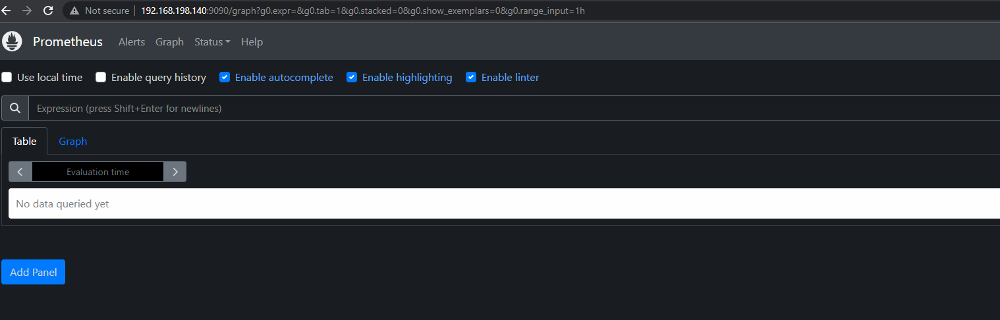 Not secure 192.168.198.140:9090/graph?g0.expr=&g0.tab=1&g0.stacked=0&g0.show_exemplars=0&g0.range_input=1h
Prometheus Alerts Graph Status Help
Use local time Enable query history Enable autocomplete Enable highlighting Enable linter
Expression (press Shift+Enter for newlines)
Table Graph
Evaluation time
No data queried yet
Add Panel